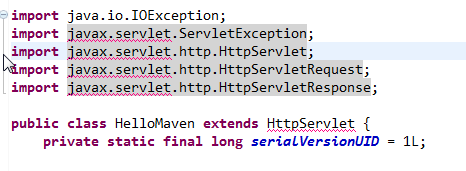 import java.io.IOException;
import javax.servlet.ServletException;
import javax.servlet.http.HttpServlet;
import javax.servlet.http.HttpServletRequest;
import javax.servlet.http.HttpServletResponse;
public class HelloMaven extends HttpServlet {
private static final long serialVersionUID = 1L;